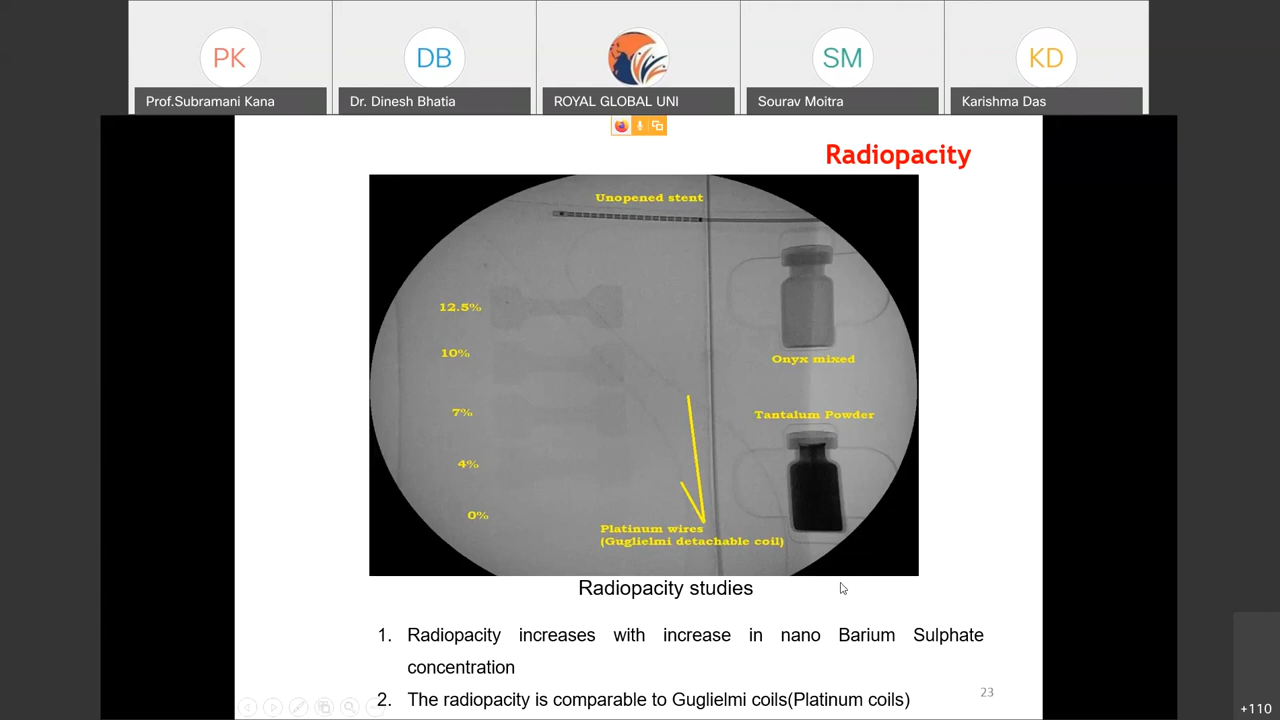 PK
DB
SM
KD
Prof.Subramani Kana
Dr. Dinesh Bhatia
ROYAL GLOBAL UNI
Sourav Moitra
Karishma Das
Radiopacity
Unopened stent
12.5%
10%
Onyx mixed
7%
Tantalum Powder
4%
0%
Platinum wires
(Guglielmi detachable coil)
Radiopacity studies
1. Radiopacity increases with increase in nano Barium Sulphate
concentration
2. The radiopacity is comparable to Guglielmi coils(Platinum coils)
23
+110